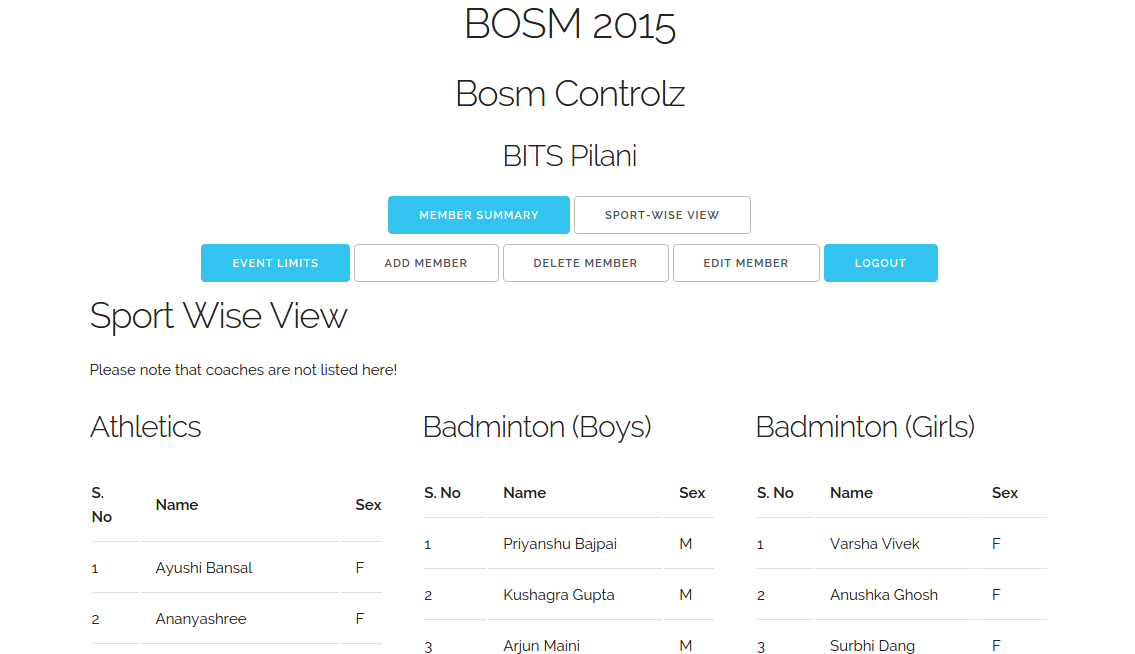 BOSM 2015
Bosm Controlz
BITS Pilani
MEMBER SUMMARY
SPORT-WISE VIEW
EVENT LIMITS
ADD MEMBER
DELETE MEMBER
EDIT MEMBER
LOGOUT
Sport Wise View
Please note that coaches are not listed here!
Athletics
S. No Name Sex
1 Ayushi Bansal F
2 Ananyashree F
Badminton (Boys)
S. No Name Sex
1 Priyanshu Bajpai M
2 Kushagra Gupta M
3 Arjun Maini M
Badminton (Girls)
S. No Name Sex
1 Varsha Vivek F
2 Anushka Ghosh F
3 Surbhi Dang F